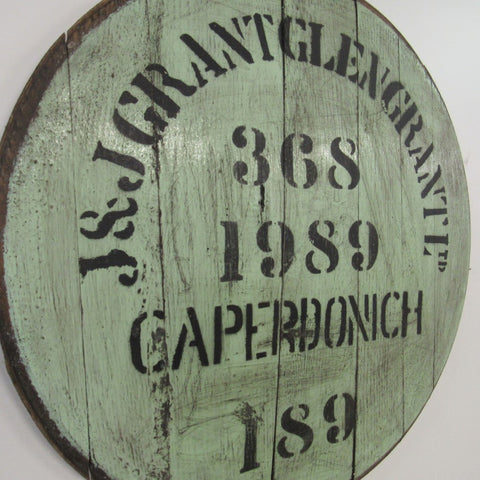 J&J GRANT GLEN GRANT LTD
368
1989
CAPERDONICH
189